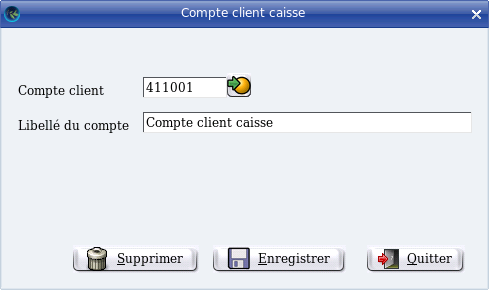 Compte client caisse
Compte client 411001
Libellé du compte Compte client caisse
Supprimer Enregistrer Quitter